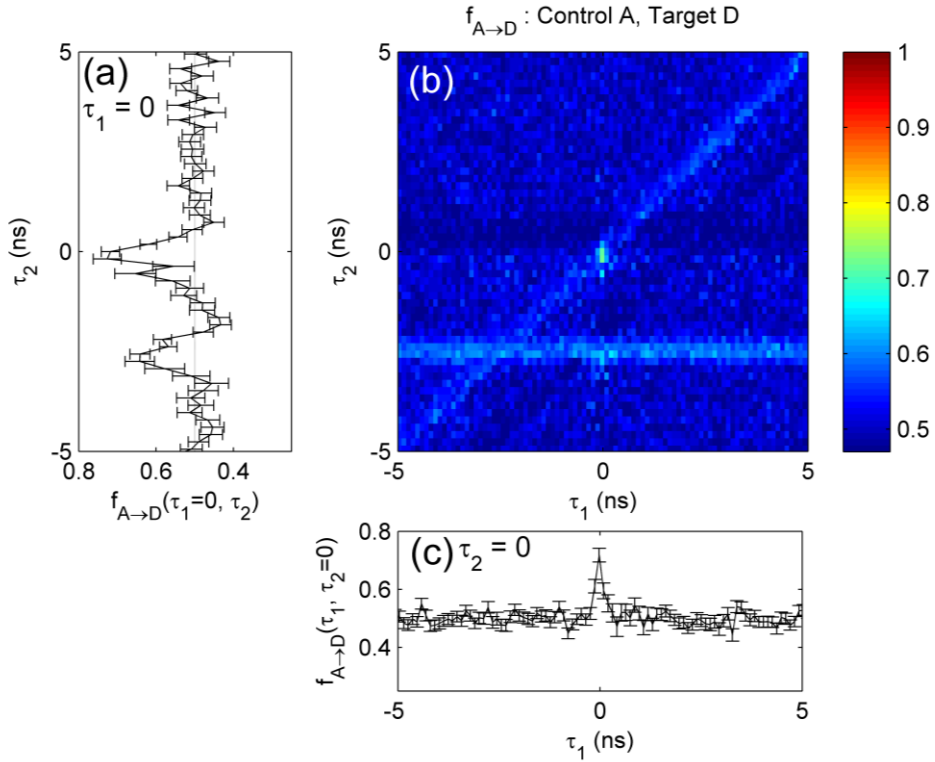 f_{A→D} : Control A, Target D
(a)
τ₁ = 0
5
0
-5
τ₂ (ns)
0.8 0.6 0.4
f_{A→D}(τ₁=0, τ₂)
(b)
5
0
-5
τ₂ (ns)
-5 0 5
τ₁ (ns)
1
0.9
0.8
0.7
0.6
0.5
(c) τ₂ = 0
0.8
0.6
0.4
f_{A→D}(τ₁, τ₂=0)
-5 0 5
τ₁ (ns)